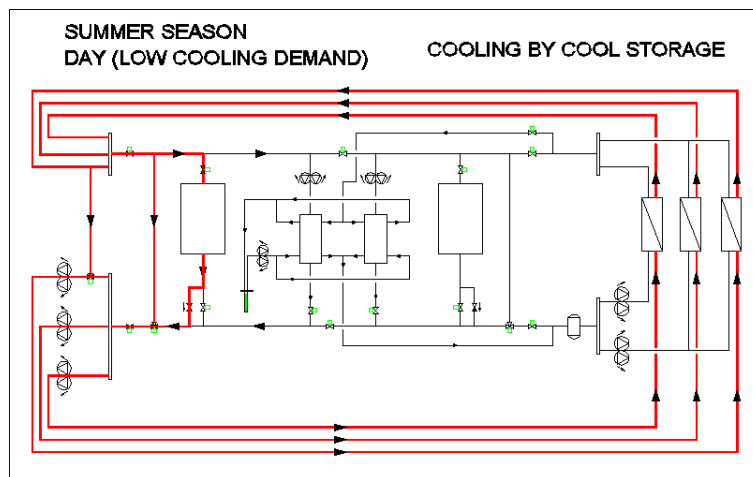 SUMMER SEASON
DAY (LOW COOLING DEMAND)
COOLING BY COOL STORAGE